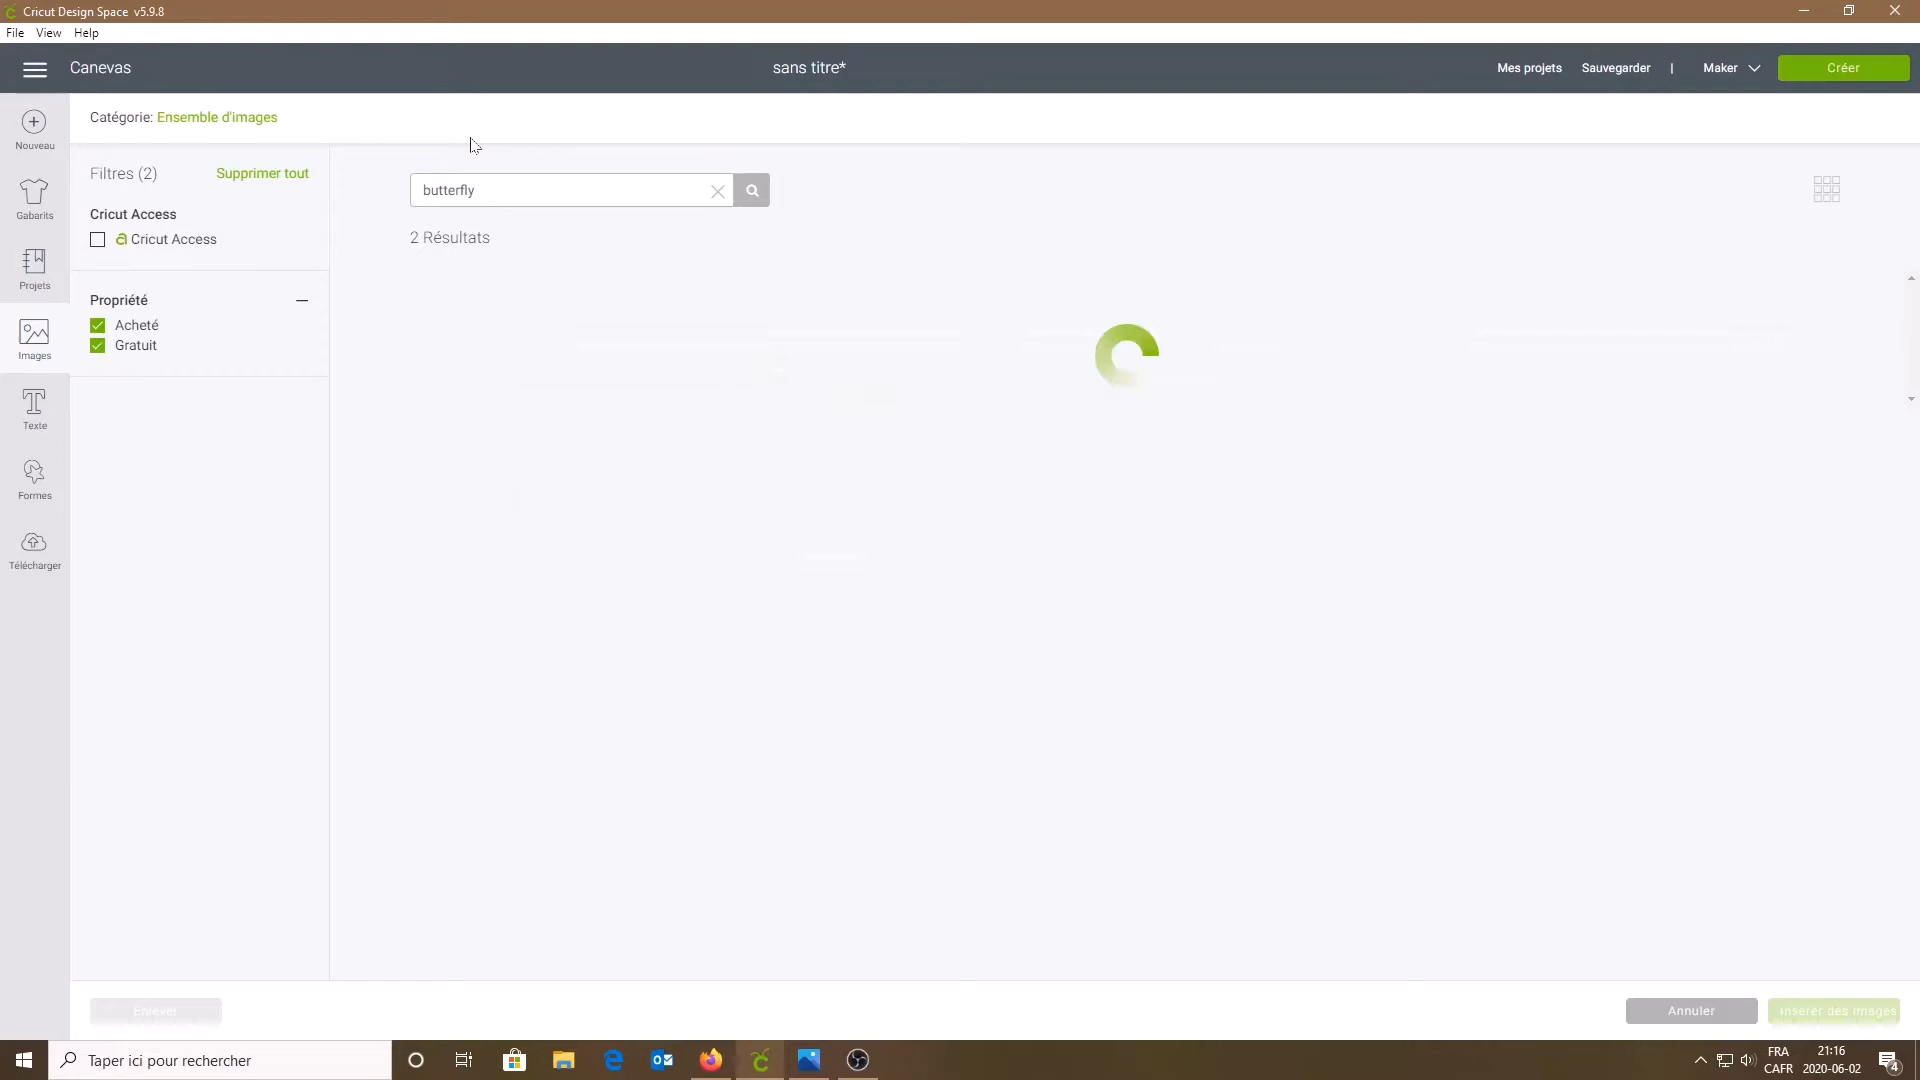 Cricut Design Space v5.9.8
File View Help
Canevas
sans titre*
Mes projets Sauvegarder | Maker
Créer
Nouveau
Gabarits
Projets
Images
Texte
Formes
Télécharger
Catégorie: Ensemble d'images
Filtres (2) Supprimer tout
Cricut Access
a Cricut Access
Propriété
Acheté
Gratuit
butterfly
2 Résultats
Enlever
Annuler
Insérer des images
Taper ici pour rechercher
FRA
CAFR
21:16
2020-06-02
4